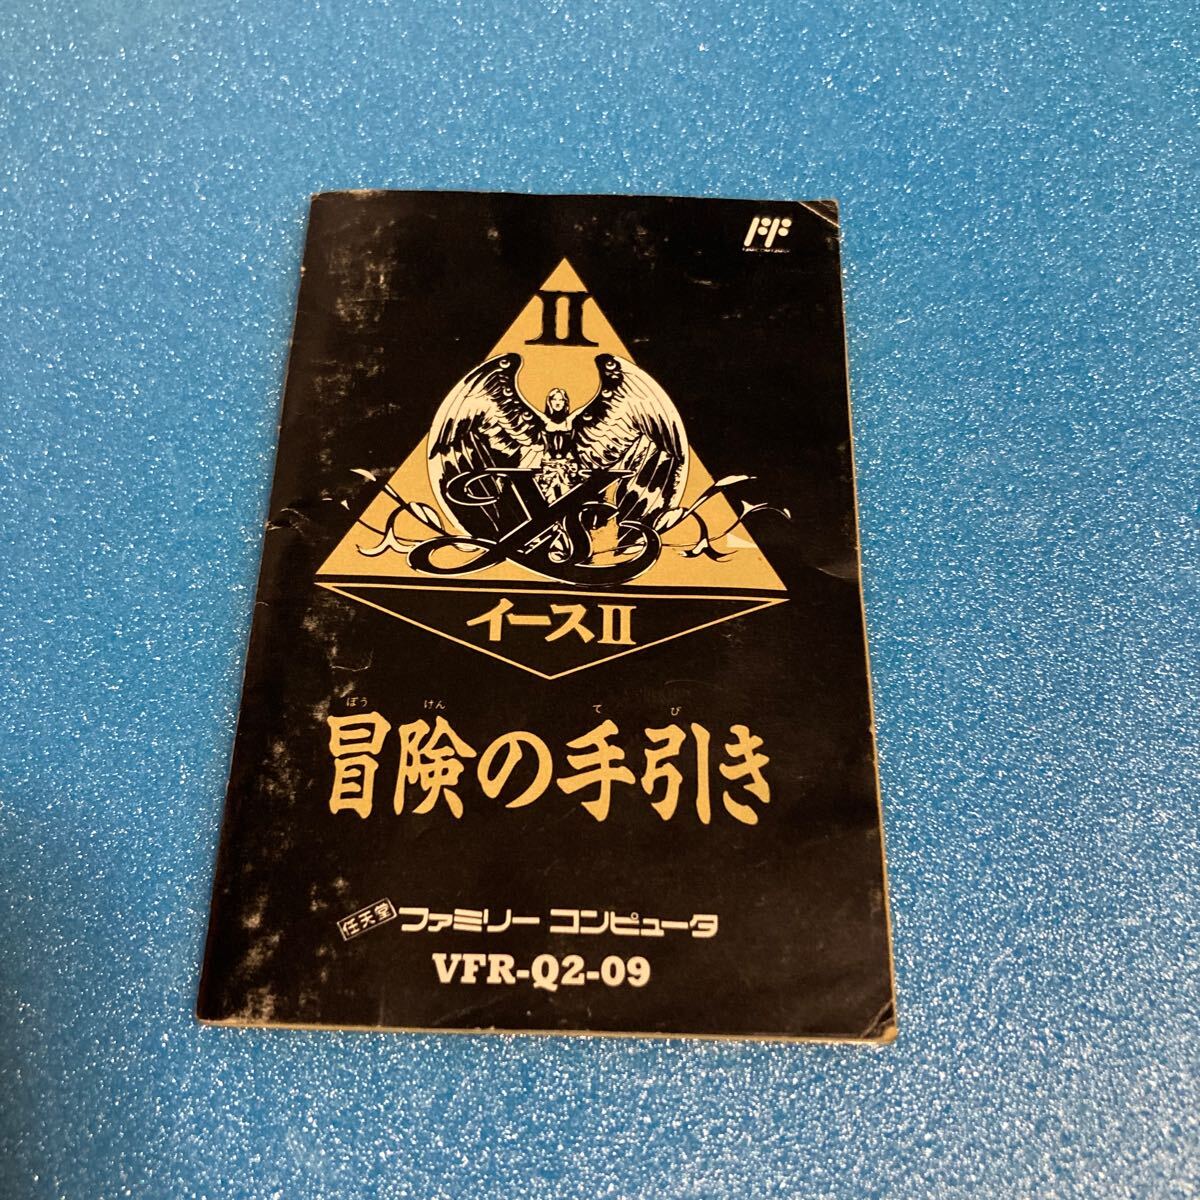 II
Ys
イースII
ぼう けん て び
冒険の手引き
任天堂 ファミリー コンピュータ
VFR-Q2-09